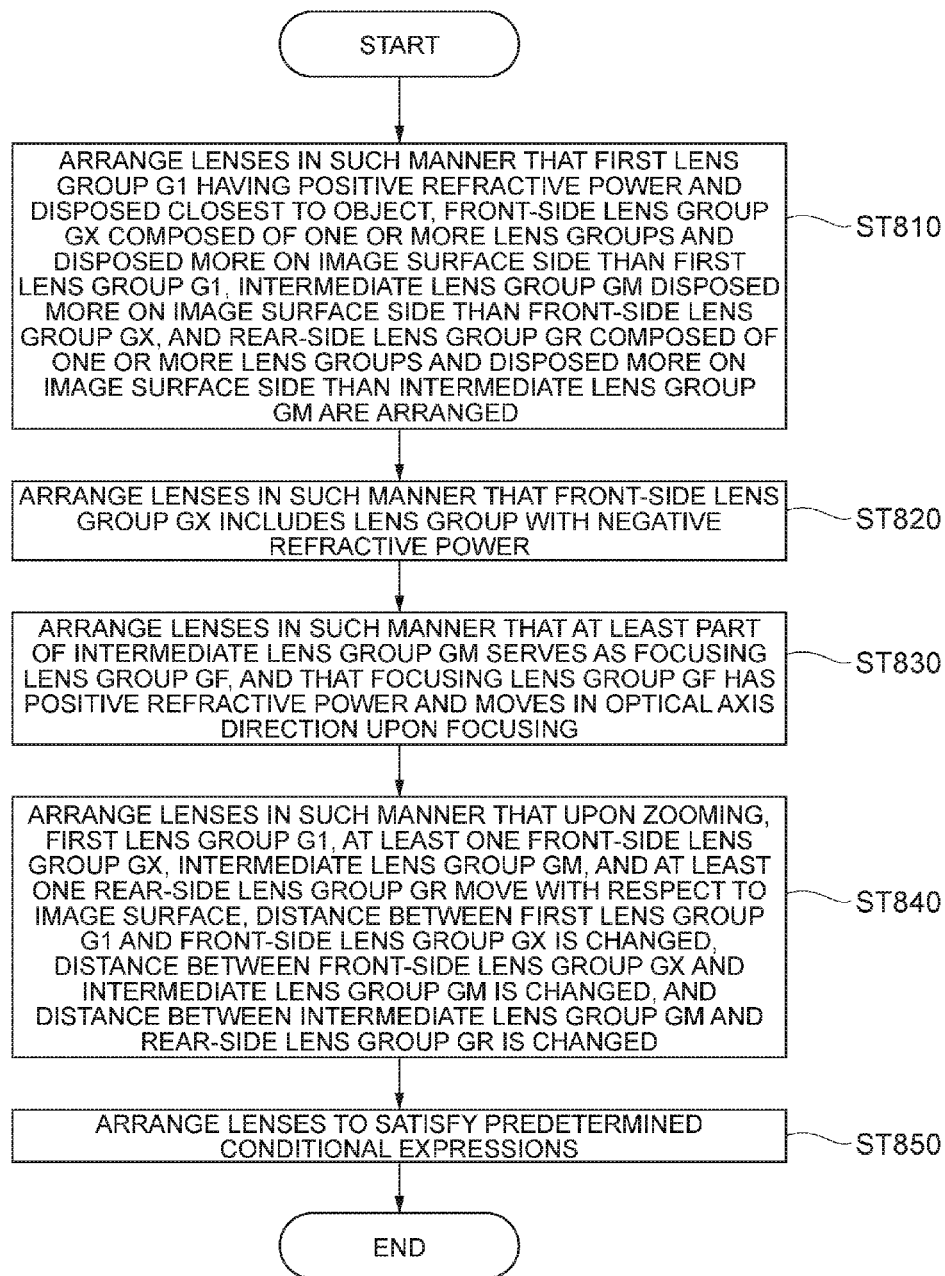 START
ARRANGE LENSES IN SUCH MANNER THAT FIRST LENS
GROUP G1 HAVING POSITIVE REFRACTIVE POWER AND
DISPOSED CLOSEST TO OBJECT, FRONT-SIDE LENS GROUP
GX COMPOSED OF ONE OR MORE LENS GROUPS AND
DISPOSED MORE ON IMAGE SURFACE SIDE THAN FIRST
LENS GROUP G1, INTERMEDIATE LENS GROUP GM DISPOSED
MORE ON IMAGE SURFACE SIDE THAN FRONT-SIDE LENS
GROUP GX, AND REAR-SIDE LENS GROUP GR COMPOSED OF
ONE OR MORE LENS GROUPS AND DISPOSED MORE ON
IMAGE SURFACE SIDE THAN INTERMEDIATE LENS GROUP
GM ARE ARRANGED
ST810
ARRANGE LENSES IN SUCH MANNER THAT FRONT-SIDE LENS
GROUP GX INCLUDES LENS GROUP WITH NEGATIVE
REFRACTIVE POWER
ST820
ARRANGE LENSES IN SUCH MANNER THAT AT LEAST PART
OF INTERMEDIATE LENS GROUP GM SERVES AS FOCUSING
LENS GROUP GF, AND THAT FOCUSING LENS GROUP GF HAS
POSITIVE REFRACTIVE POWER AND MOVES IN OPTICAL AXIS
DIRECTION UPON FOCUSING
ST830
ARRANGE LENSES IN SUCH MANNER THAT UPON ZOOMING,
FIRST LENS GROUP G1, AT LEAST ONE FRONT-SIDE LENS
GROUP GX, INTERMEDIATE LENS GROUP GM, AND AT LEAST
ONE REAR-SIDE LENS GROUP GR MOVE WITH RESPECT TO
IMAGE SURFACE, DISTANCE BETWEEN FIRST LENS GROUP
G1 AND FRONT-SIDE LENS GROUP GX IS CHANGED,
DISTANCE BETWEEN FRONT-SIDE LENS GROUP GX AND
INTERMEDIATE LENS GROUP GM IS CHANGED, AND
DISTANCE BETWEEN INTERMEDIATE LENS GROUP GM AND
REAR-SIDE LENS GROUP GR IS CHANGED
ST840
ARRANGE LENSES TO SATISFY PREDETERMINED
CONDITIONAL EXPRESSIONS
ST850
END